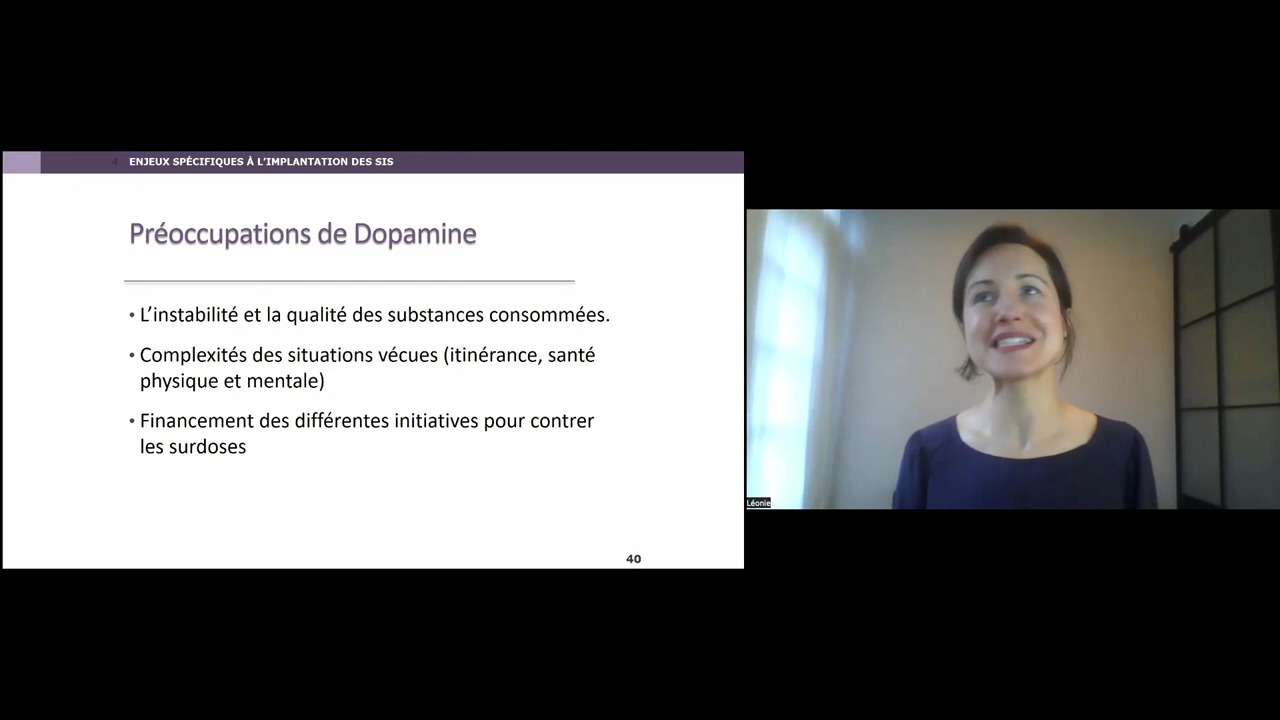 ENJEUX SPÉCIFIQUES À L'IMPLANTATION DES SIS
Préoccupations de Dopamine
• L'instabilité et la qualité des substances consommées.
• Complexités des situations vécues (itinérance, santé
physique et mentale)
• Financement des différentes initiatives pour contrer
les surdoses
40
Léonie